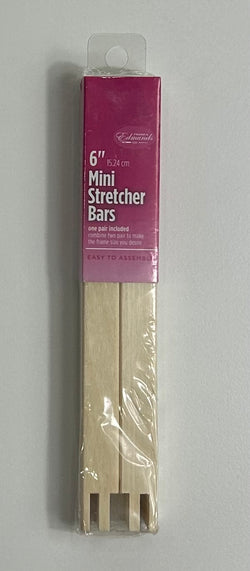 Edmunds
6" 15.24 cm
Mini
Stretcher
Bars
one pair included
combine two pair to make
the frame size you desire
EASY TO ASSEMBLE